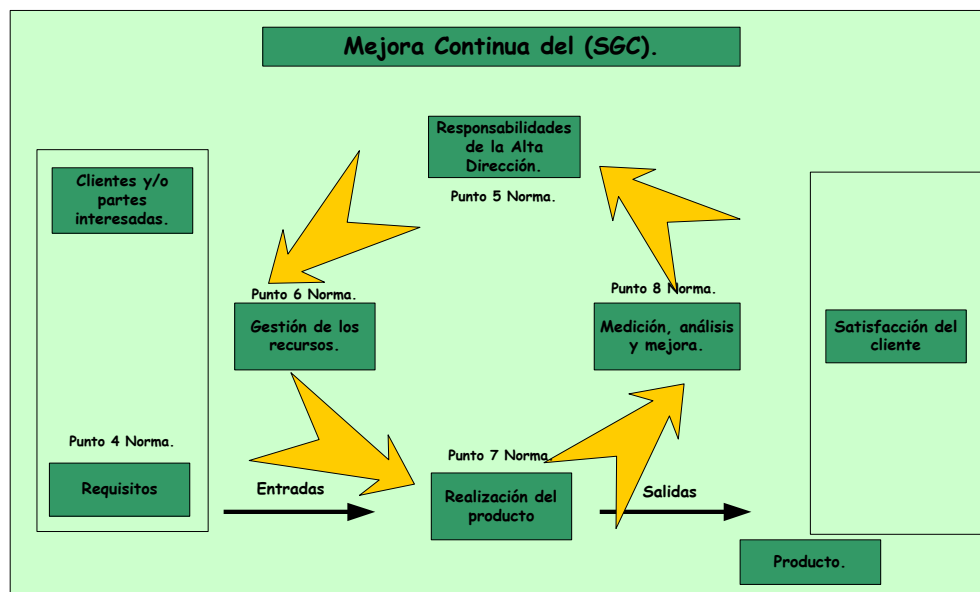 Mejora Continua del (SGC).
Responsabilidades
de la Alta
Dirección.
Punto 5 Norma.
Clientes y/o
partes
interesadas.
Punto 6 Norma.
Gestión de los
recursos.
Punto 8 Norma.
Medición, análisis
y mejora.
Satisfacción del
cliente
Punto 4 Norma.
Requisitos
Entradas
Punto 7 Norma.
Realización del
producto
Salidas
Producto.